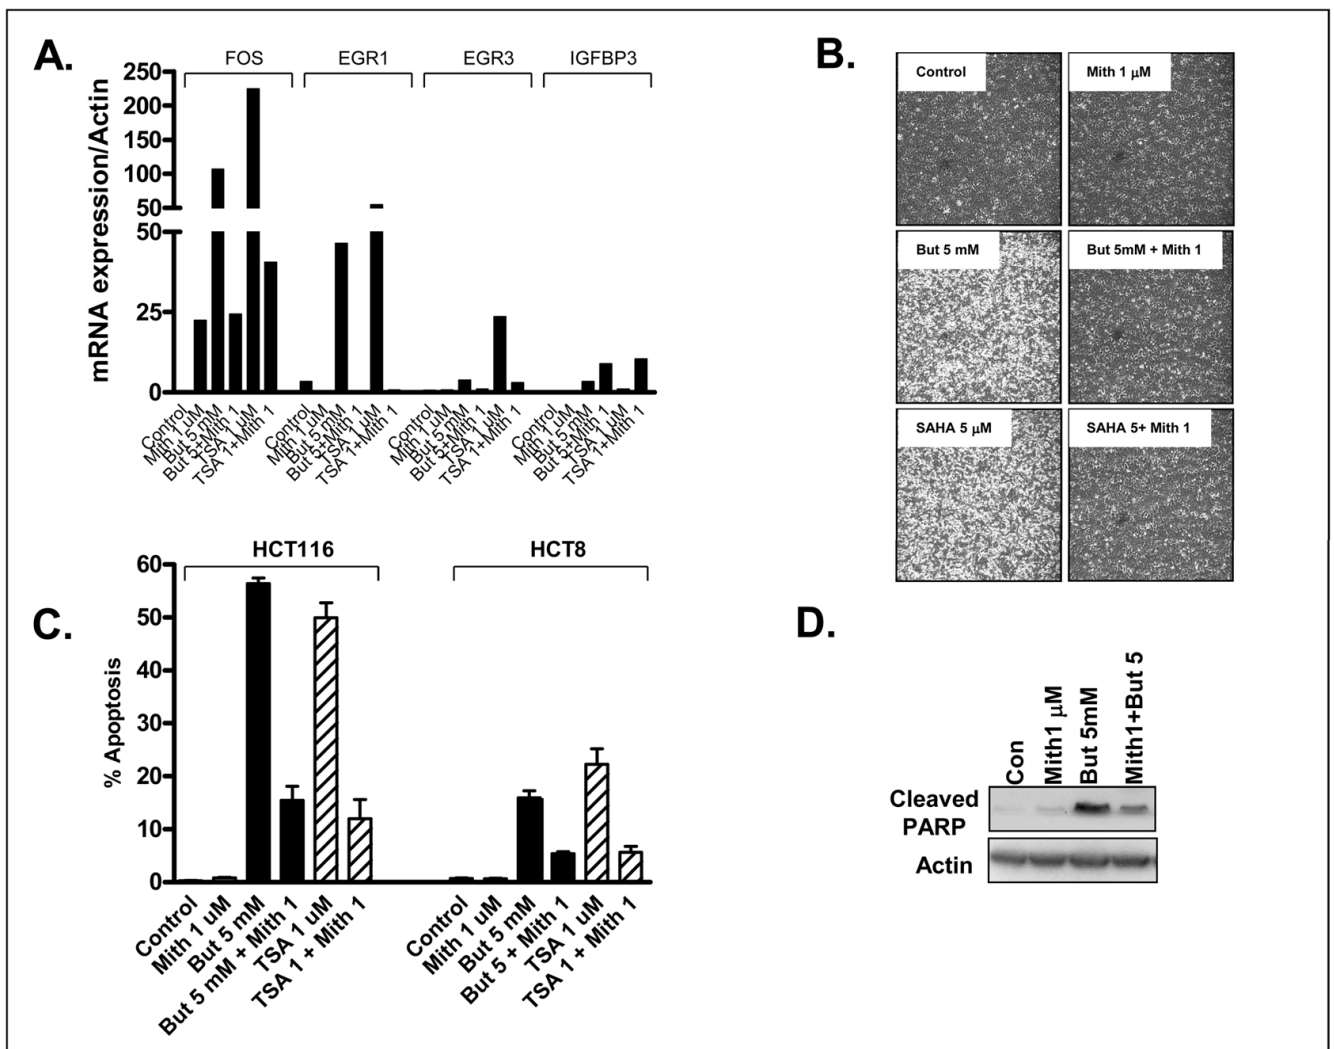 A.
FOS EGR1 EGR3 IGFBP3
mRNA expression/Actin
250
200
150
100
50
50
25
0
Control Mith 1 uM But 5 mM But 5+Mith 1 TSA 1 uM TSA 1+Mith 1
Control Mith 1 uM But 5 mM But 5+Mith 1 TSA 1 uM TSA 1+Mith 1
Control Mith 1 uM But 5 mM But 5+Mith 1 TSA 1 uM TSA 1+Mith 1
Control Mith 1 uM But 5 mM But 5+Mith 1 TSA 1 uM TSA 1+Mith 1
B.
Control
Mith 1 µM
But 5 mM
But 5mM + Mith 1
SAHA 5 µM
SAHA 5+ Mith 1
C.
HCT116 HCT8
% Apoptosis
60
50
40
30
20
10
0
Control
Mith 1 uM
But 5 mM
But 5 mM + Mith 1
TSA 1 uM
TSA 1 + Mith 1
Control
Mith 1 uM
But 5 mM
But 5 + Mith 1
TSA 1 uM
TSA 1 + Mith 1
D.
Con
Mith1 µM
But 5mM
Mith1+But 5
Cleaved
PARP
Actin